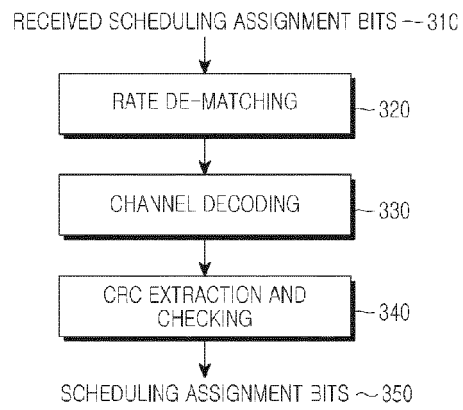 RECEIVED SCHEDULING ASSIGNMENT BITS 310
RATE DE-MATCHING
320
CHANNEL DECODING
330
CRC EXTRACTION AND
CHECKING
340
SCHEDULING ASSIGNMENT BITS 350